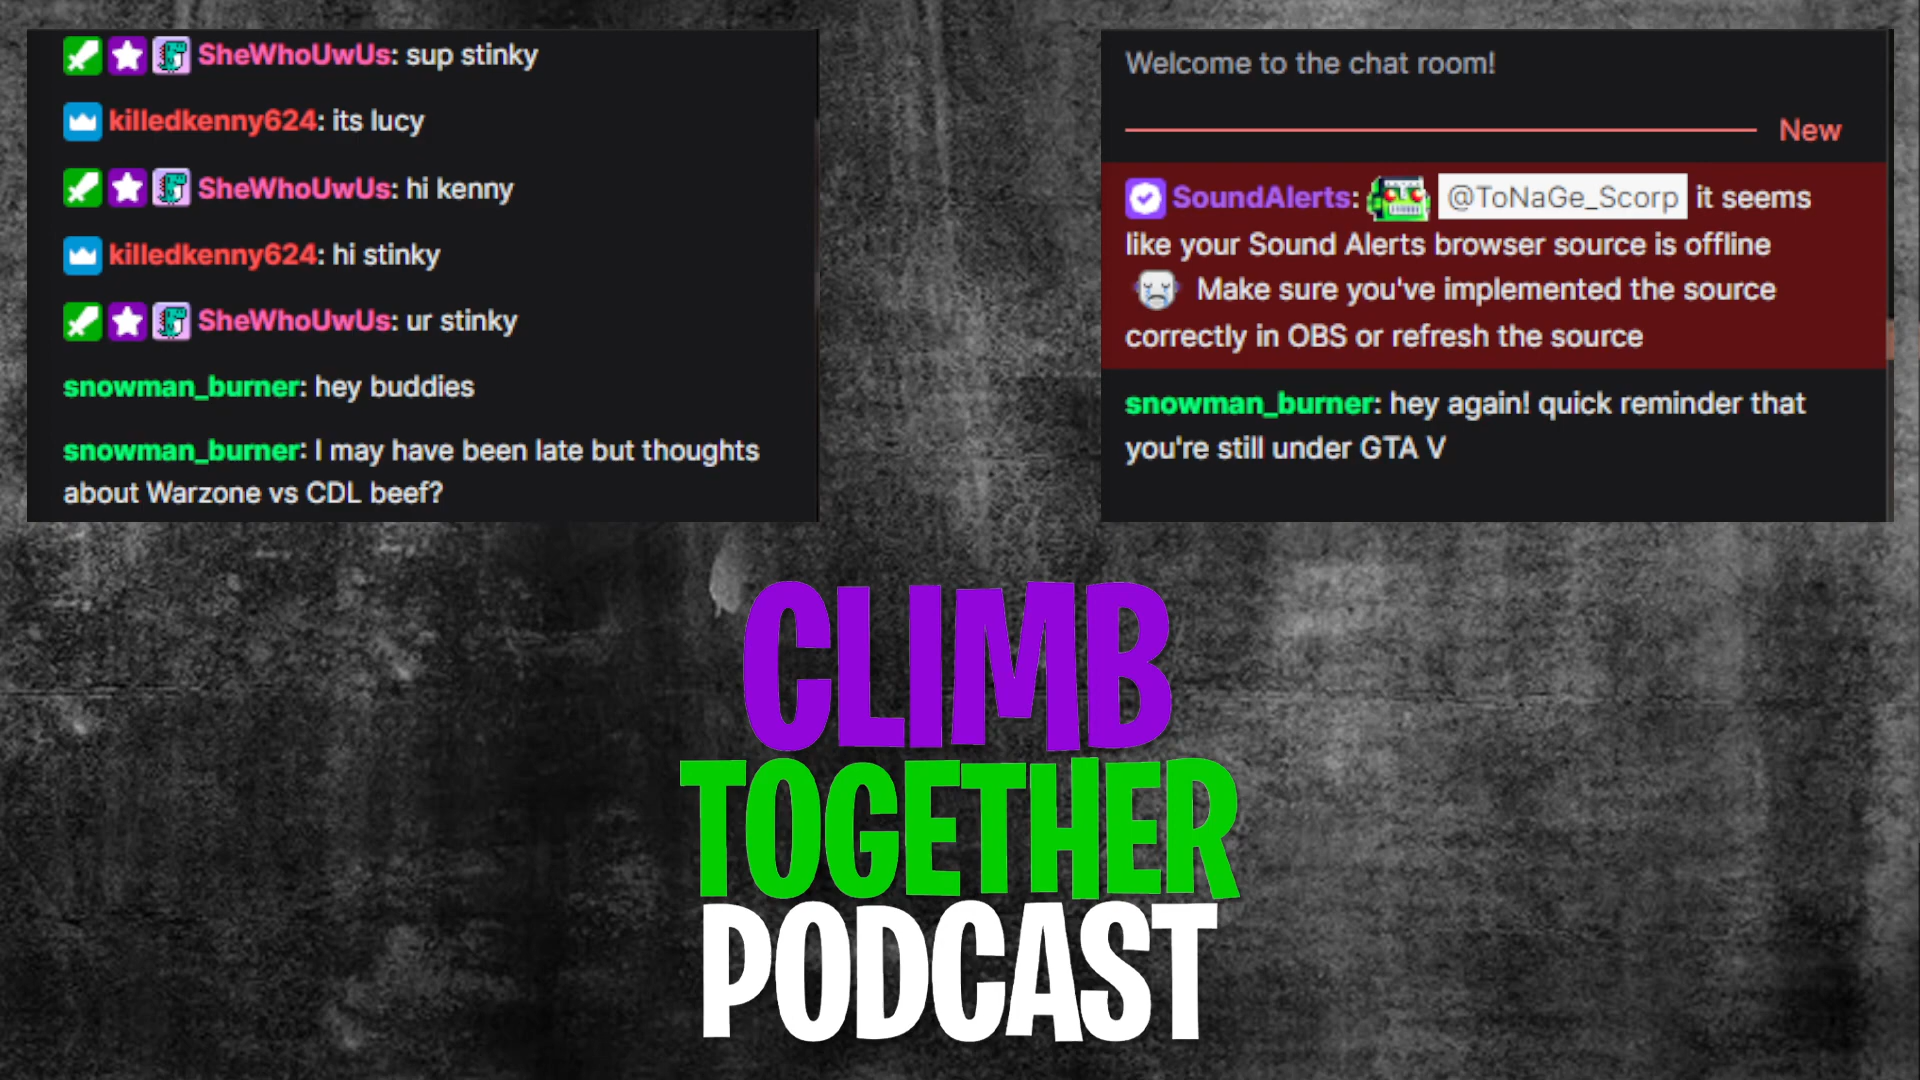 SheWhoUwUs: sup stinky
killedkenny624: its lucy
SheWhoUwUs: hi kenny
killedkenny624: hi stinky
SheWhoUwUs: ur stinky
snowman_burner: hey buddies
snowman_burner: I may have been late but thoughts
about Warzone vs CDL beef?
Welcome to the chat room!
New
SoundAlerts: @ToNaGe_Scorp it seems
like your Sound Alerts browser source is offline
Make sure you've implemented the source
correctly in OBS or refresh the source
snowman_burner: hey again! quick reminder that
you're still under GTA V
CLIMB
TOGETHER
PODCAST